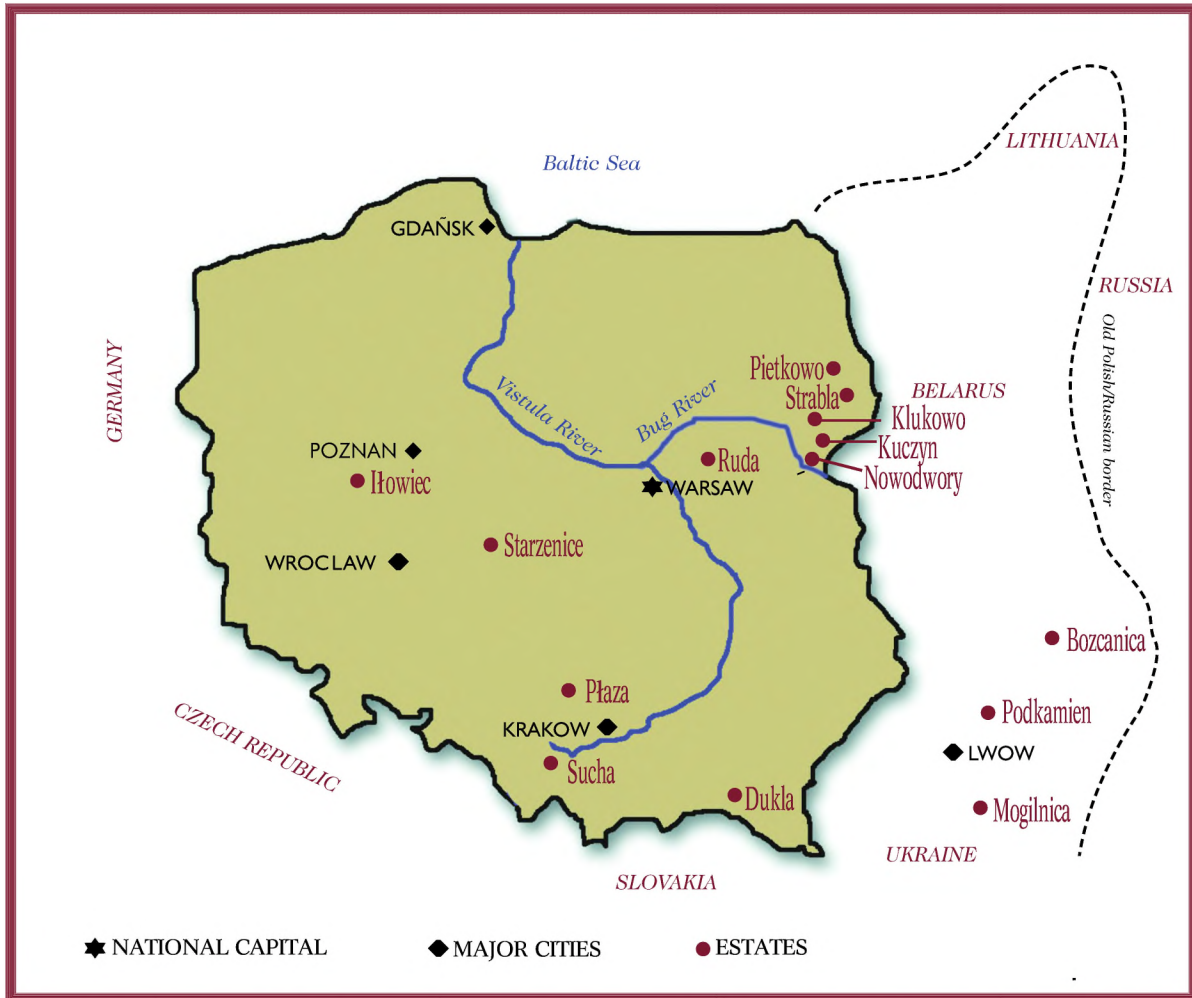 LITHUANIA
Baltic Sea
GDAŃSK
RUSSIA
Old Polish/Russian border
GERMANY
Pietkowo
Strabla
BELARUS
Vistula River
Bug River
Klukowo
Kuczyn
Nowodwory
POZNAN
Iłowiec
Ruda
WARSAW
Starzenice
WROCLAW
Bozcanica
Płaza
Podkamien
KRAKOW
CZECH REPUBLIC
LWOW
Sucha
Dukla
Mogilnica
UKRAINE
SLOVAKIA
NATIONAL CAPITAL
MAJOR CITIES
ESTATES